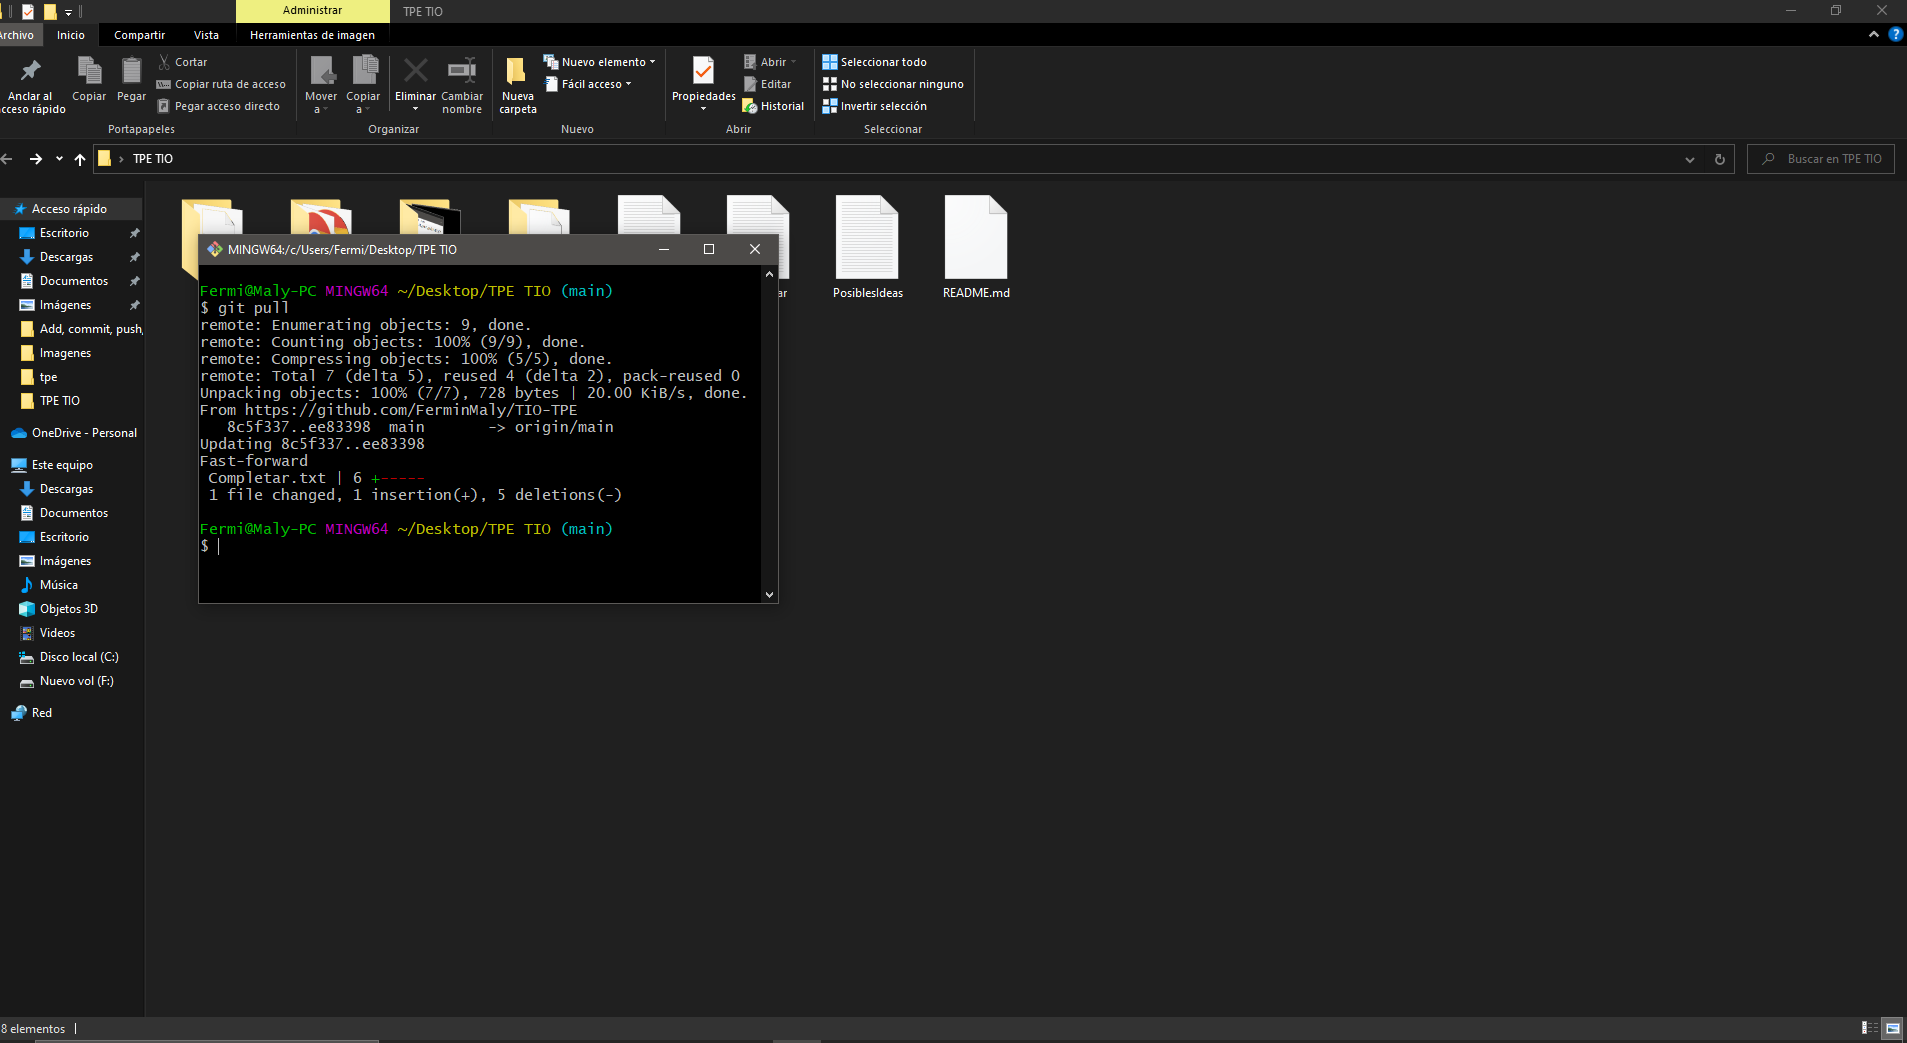 Administrar
TPE TIO
Archivo
Inicio
Compartir
Vista
Herramientas de imagen
Anclar al
acceso rápido
Copiar
Pegar
Cortar
Copiar ruta de acceso
Pegar acceso directo
Portapapeles
Mover
a
Copiar
a
Eliminar
Cambiar
nombre
Organizar
Nueva
carpeta
Nuevo elemento
Fácil acceso
Nuevo
Propiedades
Abrir
Editar
Historial
Abrir
Seleccionar todo
No seleccionar ninguno
Invertir selección
Seleccionar
TPE TIO
Buscar en TPE TIO
Acceso rápido
Escritorio
Descargas
Documentos
Imágenes
Add, commit, push,
Imagenes
tpe
TPE TIO
OneDrive - Personal
Este equipo
Descargas
Documentos
Escritorio
Imágenes
Música
Objetos 3D
Videos
Disco local (C:)
Nuevo vol (F:)
Red
ar
PosiblesIdeas
README.md
MINGW64:/c/Users/Fermi/Desktop/TPE TIO
Fermi@Maly-PC MINGW64 ~/Desktop/TPE TIO (main)
$ git pull
remote: Enumerating objects: 9, done.
remote: Counting objects: 100% (9/9), done.
remote: Compressing objects: 100% (5/5), done.
remote: Total 7 (delta 5), reused 4 (delta 2), pack-reused 0
Unpacking objects: 100% (7/7), 728 bytes | 20.00 KiB/s, done.
From https://github.com/FerminMaly/TIO-TPE
8c5f337..ee83398 main -> origin/main
Updating 8c5f337..ee83398
Fast-forward
Completar.txt | 6 +-----
1 file changed, 1 insertion(+), 5 deletions(-)
Fermi@Maly-PC MINGW64 ~/Desktop/TPE TIO (main)
$
8 elementos